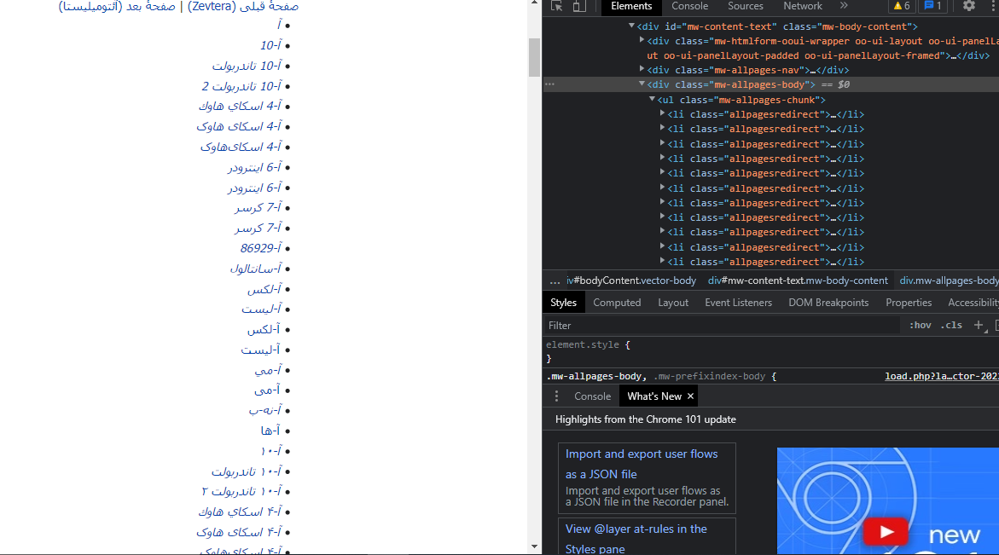 صفحهٔ قبلی (Zevtera) | صفحهٔ بعد (آئتومیلیستا)
آ
آ-10
آ-10 تاندربولت
آ-10 تاندربولت 2
آ-4 اسكاي هاوك
آ-4 اسکای هاوک
آ-4 اسکای‌هاوک
آ-6 اینترودر
آ-6 اینترودر
آ-7 كرسر
آ-7 کرسر
آ-86929
آ-سانتالول
آ-لکس
آ-لیست
آ-لکس
آ-لیست
آ-مي
آ-می
آ-نه-ب
آ-ها
آ-۱۰
آ-۱۰ تاندربولت
آ-۱۰ تاندربولت ۲
آ-۴ اسكاي هاوك
آ-۴ اسکای هاوک
آ-۴ اسکای‌هاوک
Elements Console Sources Network » 6 1
<div id="mw-content-text" class="mw-body-content">
<div class="mw-htmlform-ooui-wrapper oo-ui-layout oo-ui-panelLa
ut oo-ui-panelLayout-padded oo-ui-panelLayout-framed">…</div>
<div class="mw-allpages-nav">…</div>
<div class="mw-allpages-body"> == $0
<ul class="mw-allpages-chunk">
<li class="allpagesredirect">…</li>
<li class="allpagesredirect">…</li>
<li class="allpagesredirect">…</li>
<li class="allpagesredirect">…</li>
<li class="allpagesredirect">…</li>
<li class="allpagesredirect">…</li>
<li class="allpagesredirect">…</li>
<li class="allpagesredirect">…</li>
<li class="allpagesredirect">…</li>
<li class="allpagesredirect">…</li>
<li class="allpagesredirect">…</li>
... iv#bodyContent.vector-body div#mw-content-text.mw-body-content div.mw-allpages-body
Styles Computed Layout Event Listeners DOM Breakpoints Properties Accessibility
Filter :hov .cls +
element.style {
}
.mw-allpages-body, .mw-prefixindex-body { load.php?la…ctor-202
Console What's New ×
Highlights from the Chrome 101 update
Import and export user flows
as a JSON file
Import and export user flows as
a JSON file in the Recorder panel.
View @layer at-rules in the
Styles pane
new